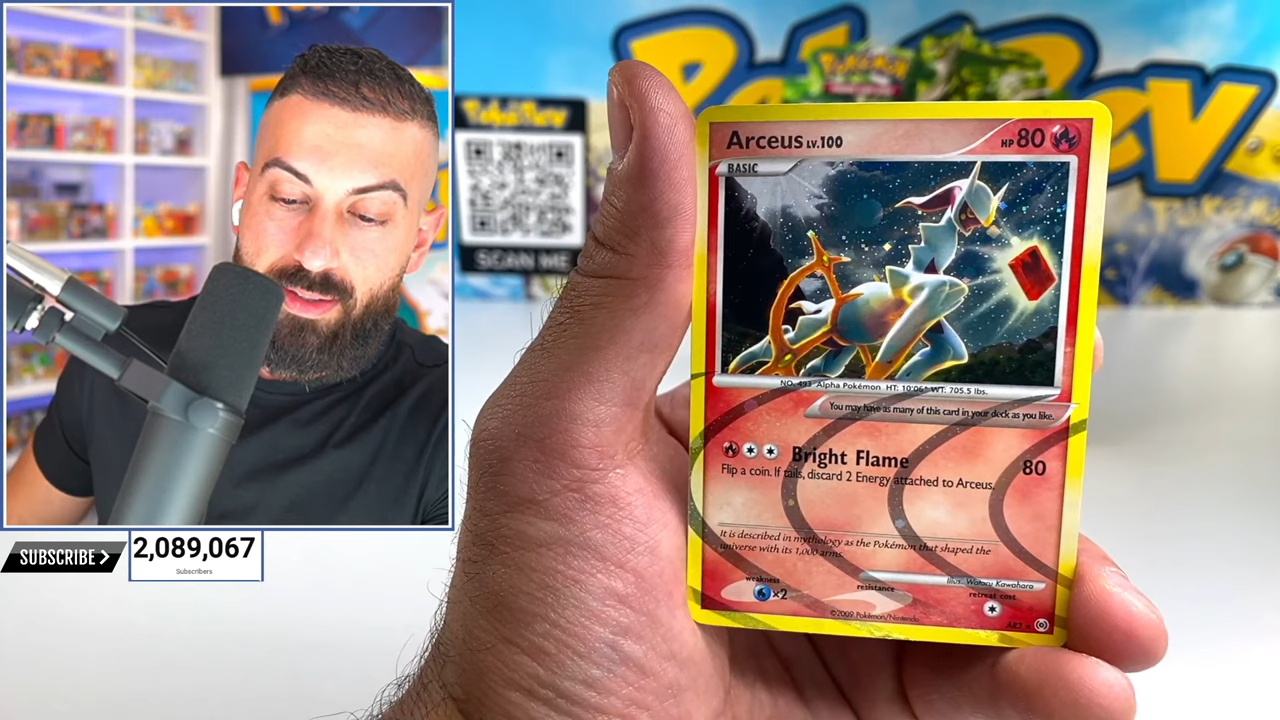 PokeRev
SCAN ME
SUBSCRIBE
2,089,067
Subscribers
POKéMON
PokeRev
Arceus LV.100
HP 80
BASIC
NO. 493 Alpha Pokémon HT: 10'06" WT: 705.5 lbs.
You may have as many of this card in your deck as you like.
Bright Flame 80
Flip a coin. If tails, discard 2 Energy attached to Arceus.
It is described in mythology as the Pokémon that shaped the
universe with its 1,000 arms.
Illus. Wataru Kawahara
weakness resistance retreat cost
×2
©2009 Pokémon/Nintendo